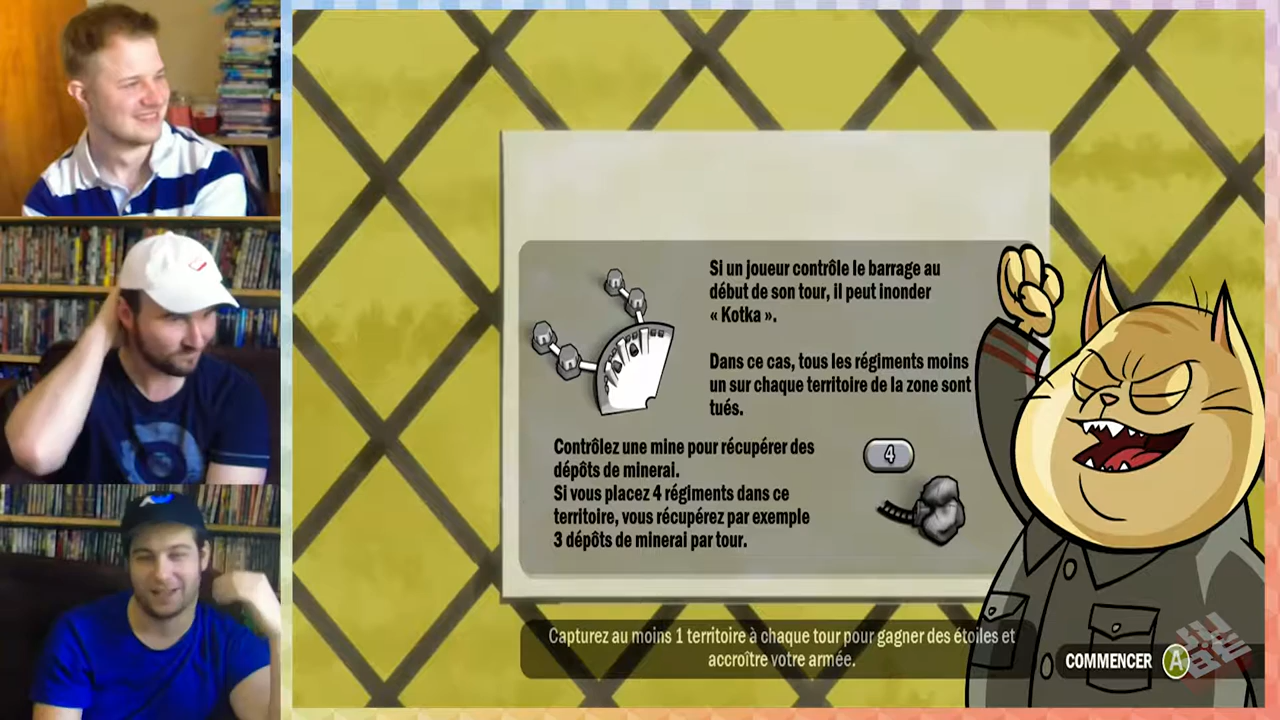 Si un joueur contrôle le barrage au
début de son tour, il peut inonder
« Kotka ».
Dans ce cas, tous les régiments moins
un sur chaque territoire de la zone sont
tués.
Contrôlez une mine pour récupérer des
dépôts de minerai.
Si vous placez 4 régiments dans ce
territoire, vous récupérez par exemple
3 dépôts de minerai par tour.
4
Capturez au moins 1 territoire à chaque tour pour gagner des étoiles et
accroître votre armée.
COMMENCER A